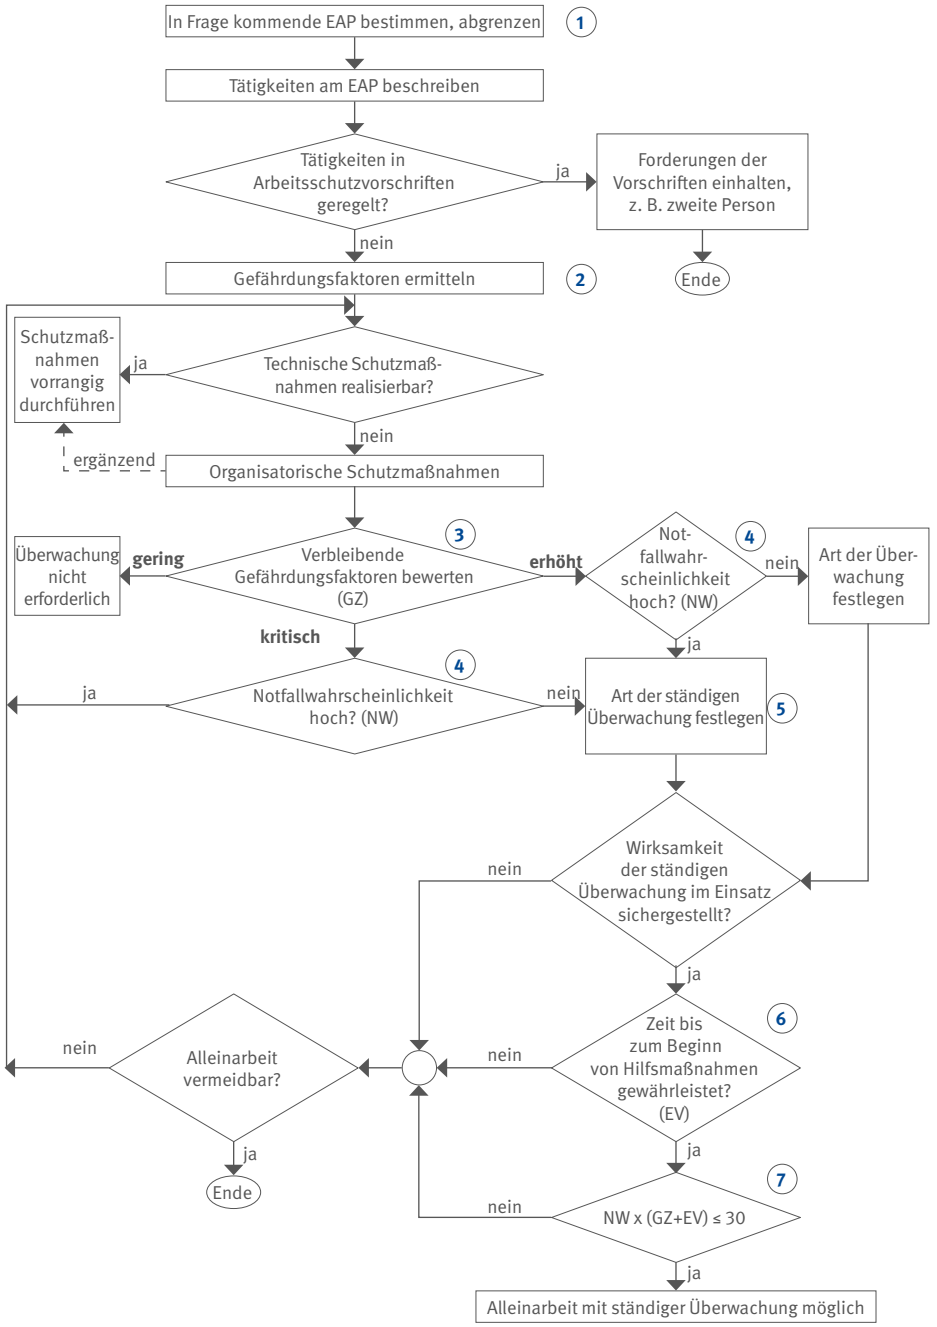 In Frage kommende EAP bestimmen, abgrenzen
1
Tätigkeiten am EAP beschreiben
Tätigkeiten in
Arbeitsschutzvorschriften
geregelt?
ja
Forderungen der
Vorschriften einhalten,
z. B. zweite Person
nein
Ende
Gefährdungsfaktoren ermitteln
2
Schutzmaß-
nahmen
vorrangig
durchführen
ja
Technische Schutzmaß-
nahmen realisierbar?
nein
ergänzend
Organisatorische Schutzmaßnahmen
Überwachung
nicht
erforderlich
gering
3
Verbleibende
Gefährdungsfaktoren bewerten
(GZ)
erhöht
4
Not-
fallwahr-
scheinlichkeit
hoch? (NW)
nein
Art der Über-
wachung
festlegen
kritisch
ja
4
ja
Notfallwahrscheinlichkeit
hoch? (NW)
nein
Art der ständigen
Überwachung festlegen
5
Wirksamkeit
der ständigen
Überwachung im Einsatz
sichergestellt?
nein
ja
6
Zeit bis
zum Beginn
von Hilfsmaßnahmen
gewährleistet?
(EV)
nein
nein
Alleinarbeit
vermeidbar?
ja
Ende
ja
7
nein
NW x (GZ+EV) ≤ 30
ja
Alleinarbeit mit ständiger Überwachung möglich